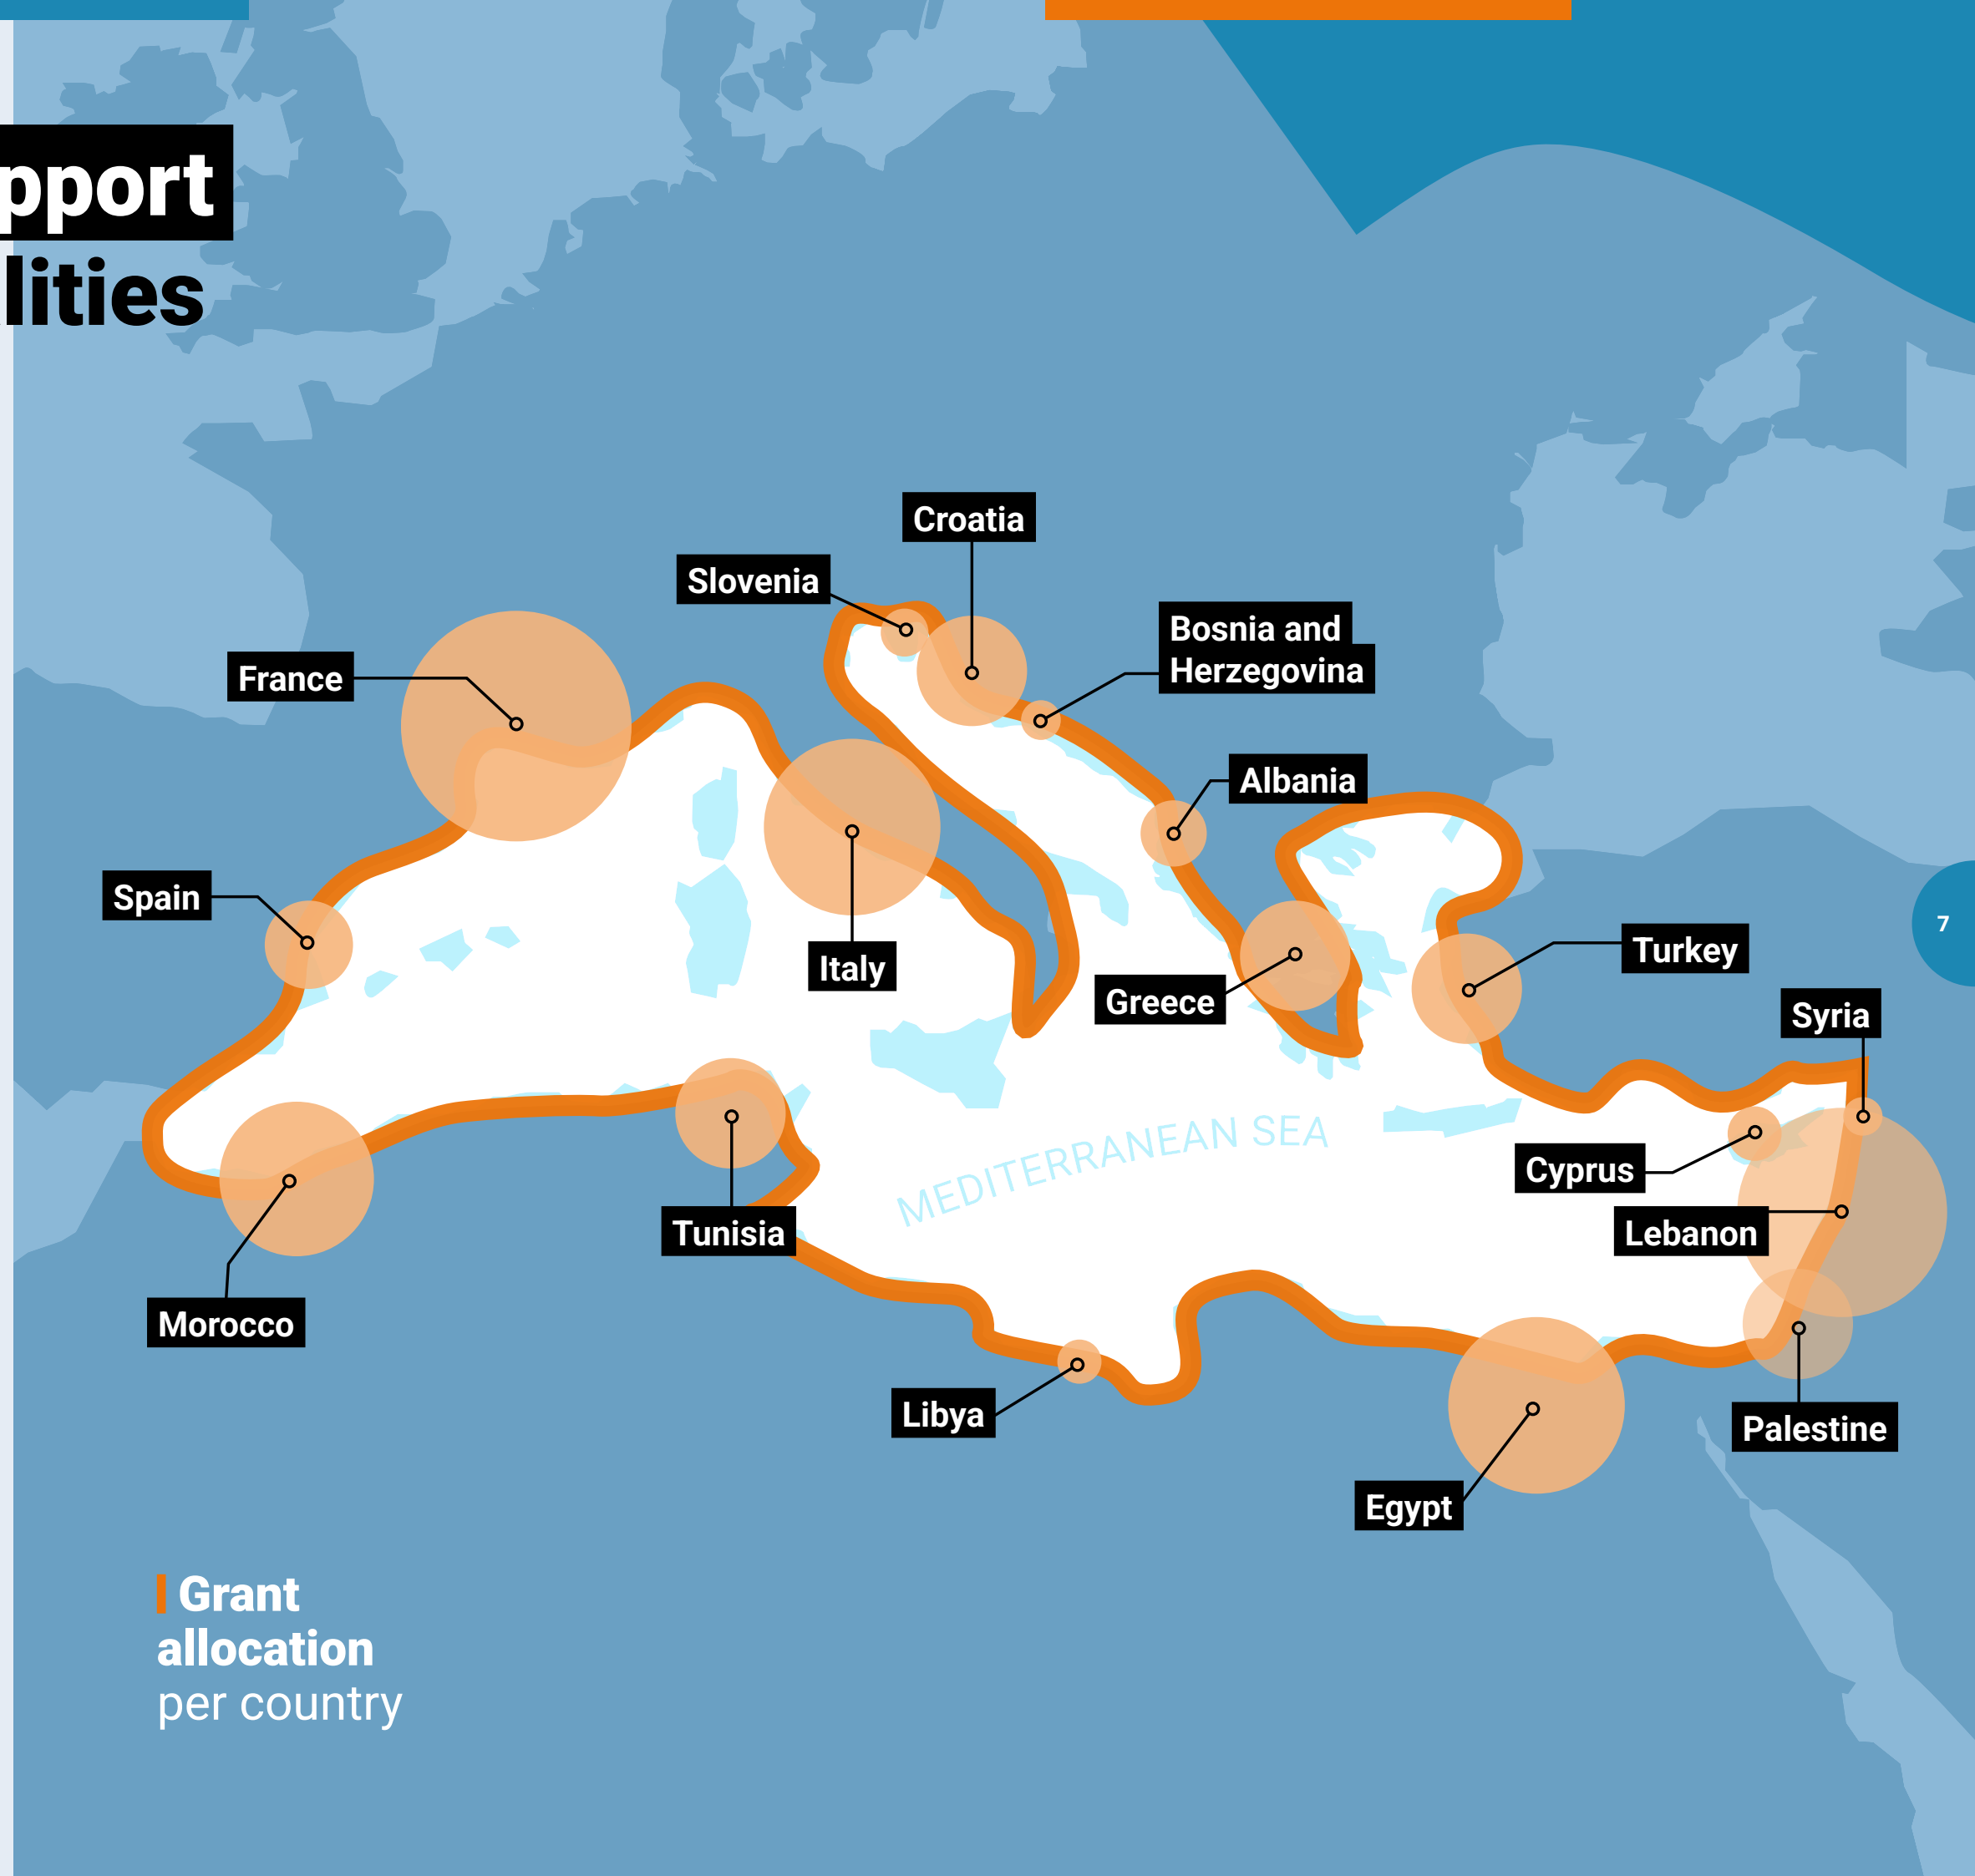 pport
lities
Croatia
Slovenia
Bosnia and
Herzegovina
France
Albania
Spain
7
Turkey
Italy
Greece
Syria
MEDITERRANEAN SEA
Cyprus
Tunisia
Lebanon
Morocco
Libya
Palestine
Egypt
Grant
allocation
per country